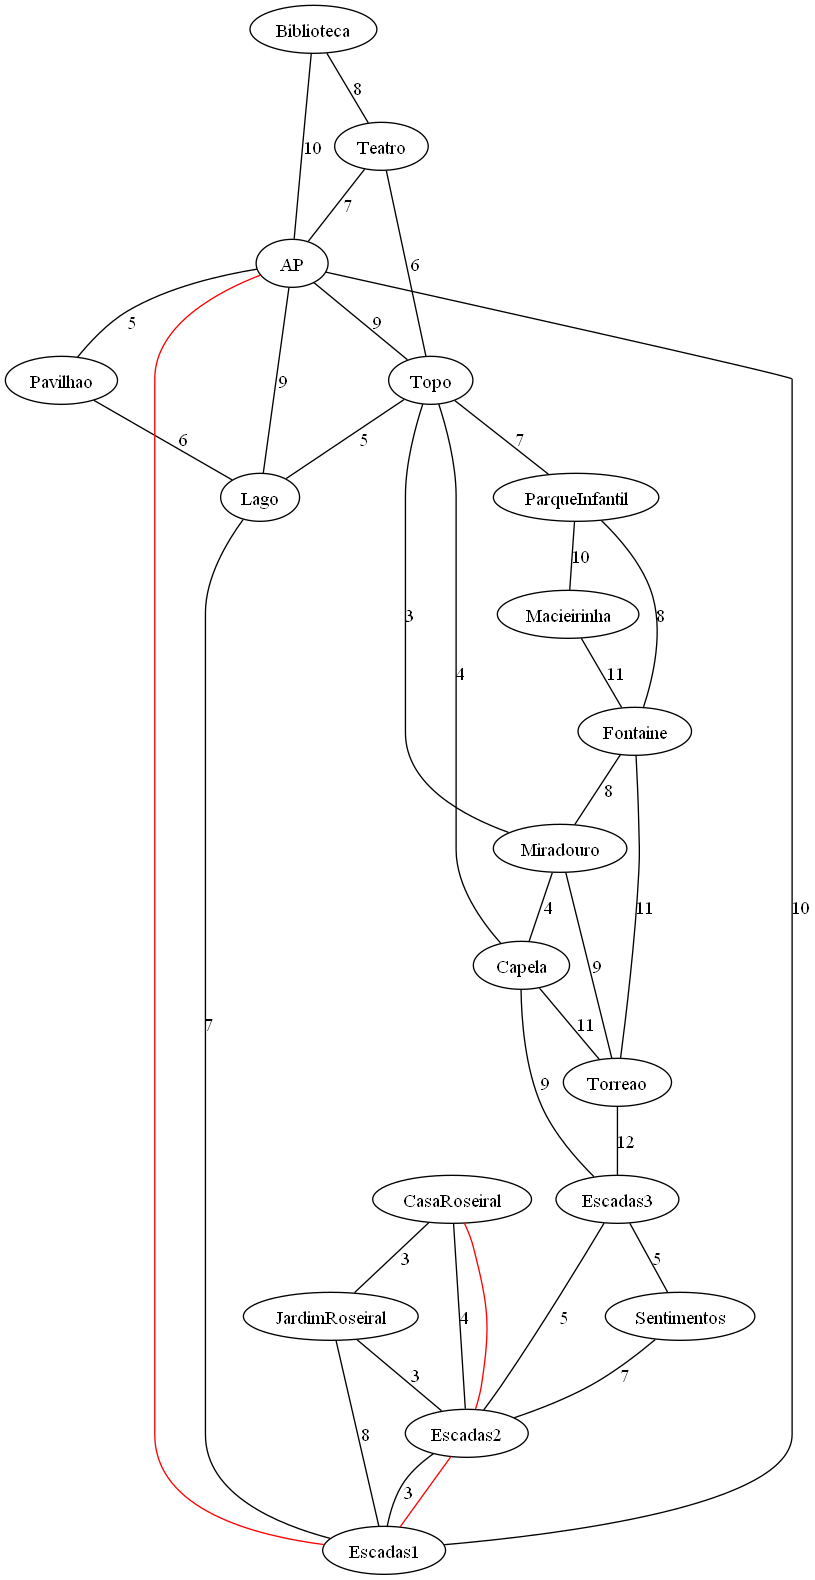 Biblioteca
8
Teatro
10
7
AP
6
5
9
Pavilhao
9
Topo
6
5
7
Lago
ParqueInfantil
10
3
Macieirinha
8
4
11
Fontaine
8
Miradouro
4
11
10
Capela
9
7
11
Torreao
9
12
CasaRoseiral
Escadas3
3
5
JardimRoseiral
4
5
Sentimentos
3
7
8
Escadas2
3
Escadas1